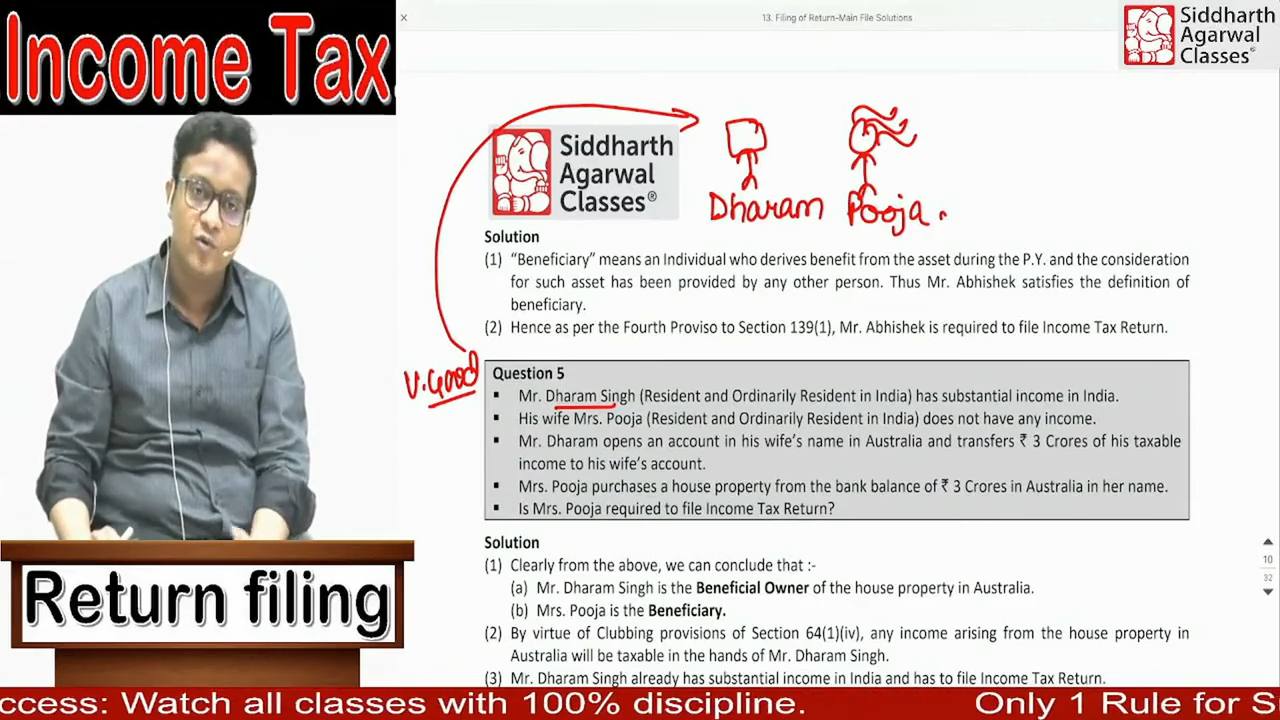 Income Tax
13. Filing of Return-Main File Solutions
Siddharth
Agarwal
Classes®
Siddharth
Agarwal
Classes®
Dharam Pooja
Solution
(1) “Beneficiary” means an Individual who derives benefit from the asset during the P.Y. and the consideration
for such asset has been provided by any other person. Thus Mr. Abhishek satisfies the definition of
beneficiary.
(2) Hence as per the Fourth Proviso to Section 139(1), Mr. Abhishek is required to file Income Tax Return.
V.Good
Question 5
▪ Mr. Dharam Singh (Resident and Ordinarily Resident in India) has substantial income in India.
▪ His wife Mrs. Pooja (Resident and Ordinarily Resident in India) does not have any income.
▪ Mr. Dharam opens an account in his wife’s name in Australia and transfers ₹ 3 Crores of his taxable
income to his wife’s account.
▪ Mrs. Pooja purchases a house property from the bank balance of ₹ 3 Crores in Australia in her name.
▪ Is Mrs. Pooja required to file Income Tax Return?
Solution
(1) Clearly from the above, we can conclude that :-
(a) Mr. Dharam Singh is the Beneficial Owner of the house property in Australia.
(b) Mrs. Pooja is the Beneficiary.
(2) By virtue of Clubbing provisions of Section 64(1)(iv), any income arising from the house property in
Australia will be taxable in the hands of Mr. Dharam Singh.
(3) Mr. Dharam Singh already has substantial income in India and has to file Income Tax Return.
10
32
Return filing
ccess: Watch all classes with 100% discipline. Only 1 Rule for S